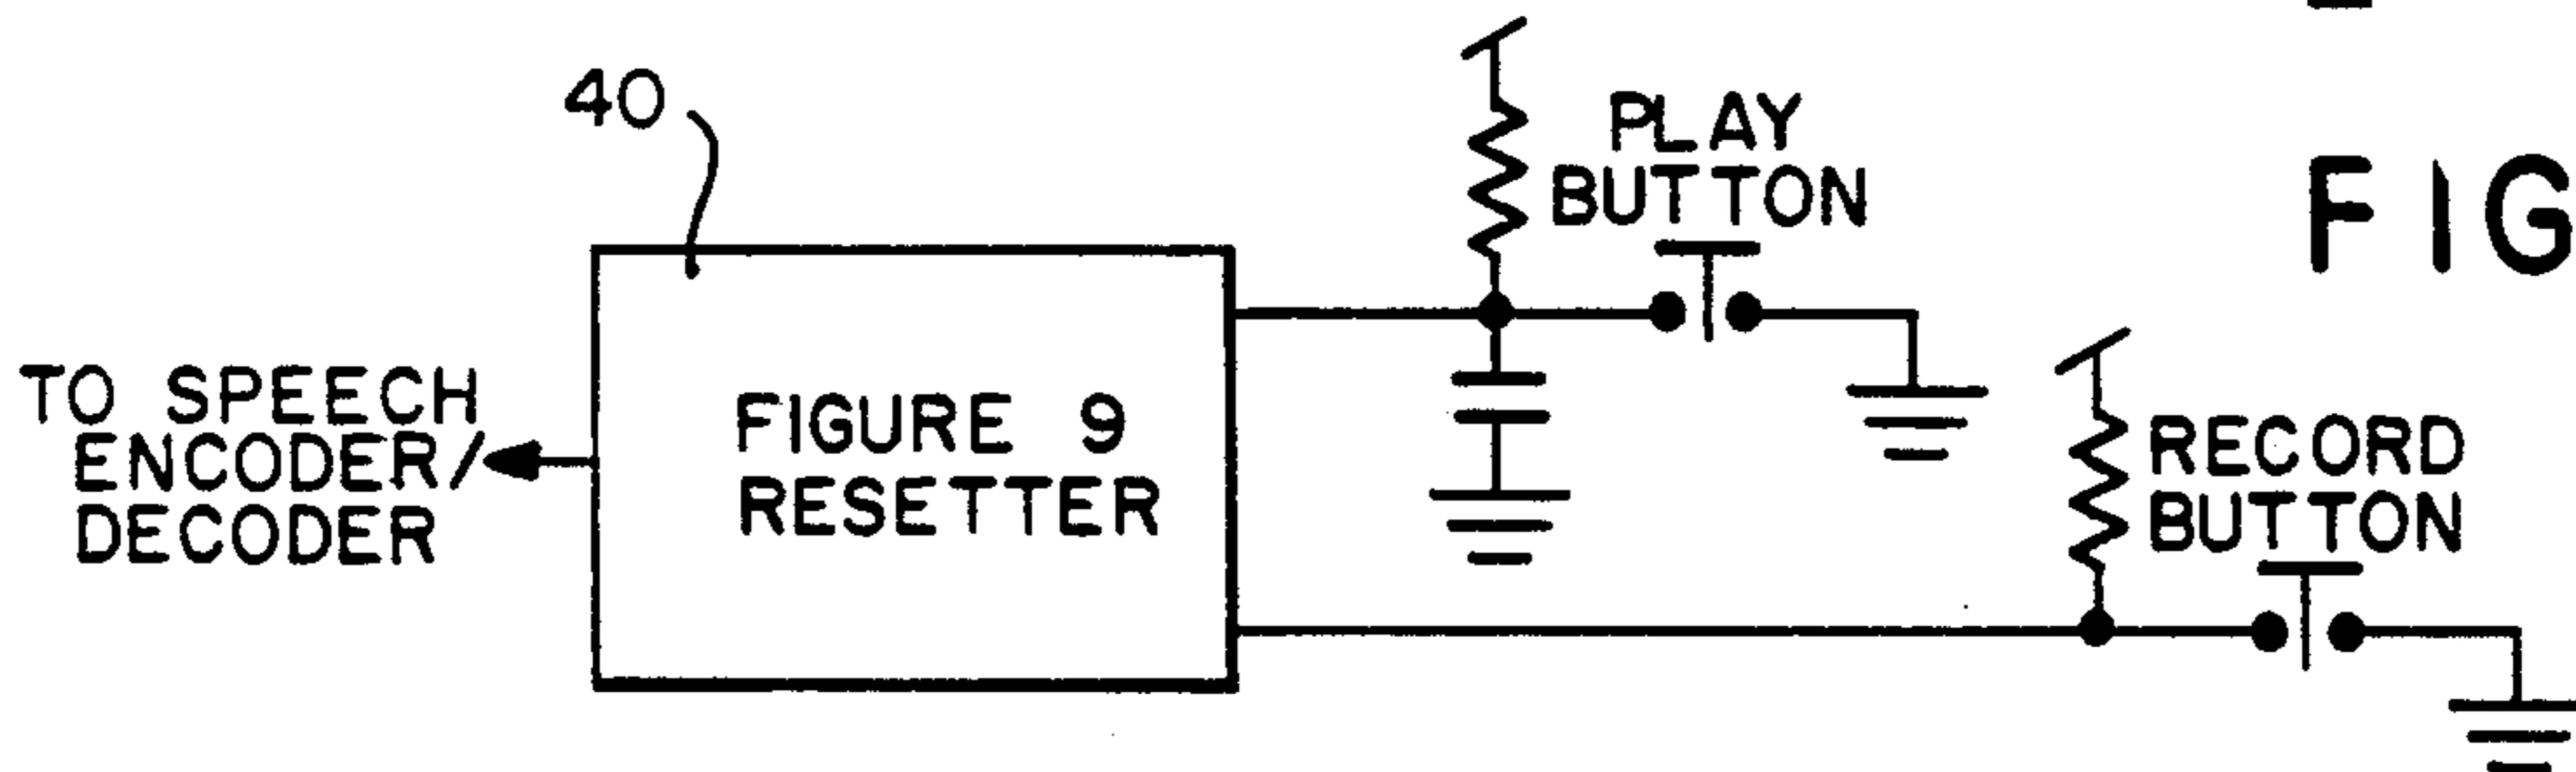 40
PLAY
BUTTON
FIG
TO SPEECH
ENCODER/
DECODER
FIGURE 9
RESETTER
RECORD
BUTTON